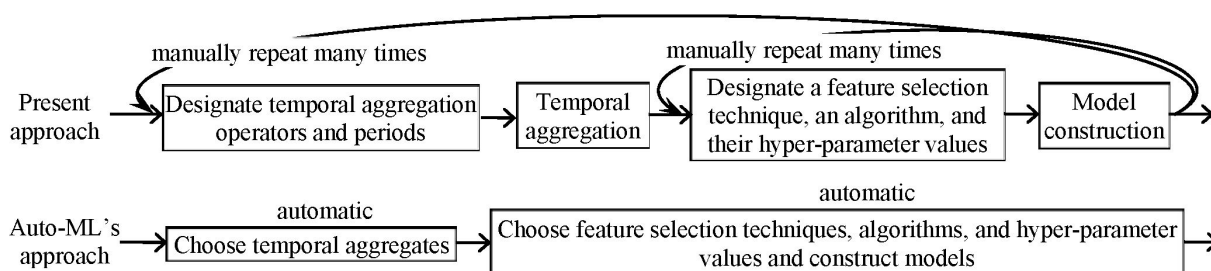 manually repeat many times
manually repeat many times
Present
approach
Designate temporal aggregation
operators and periods
Temporal
aggregation
Designate a feature selection
technique, an algorithm, and
their hyper-parameter values
Model
construction
Auto-ML's
approach
automatic
Choose temporal aggregates
automatic
Choose feature selection techniques, algorithms, and hyper-parameter
values and construct models